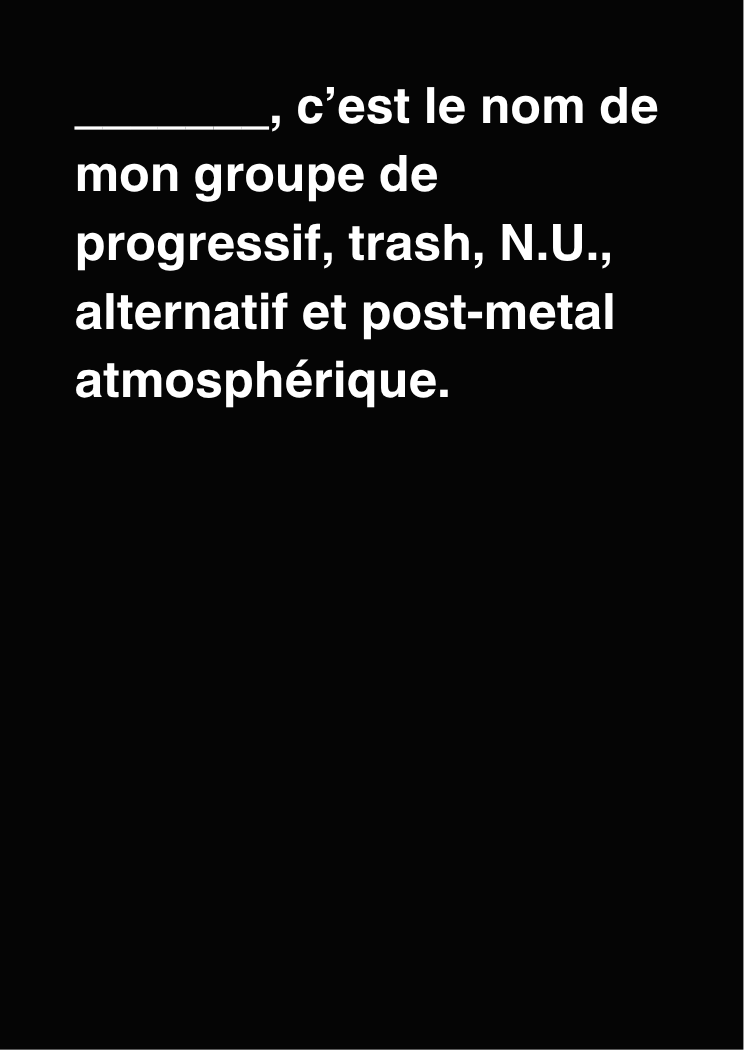 _______, c’est le nom de
mon groupe de
progressif, trash, N.U.,
alternatif et post-metal
atmosphérique.